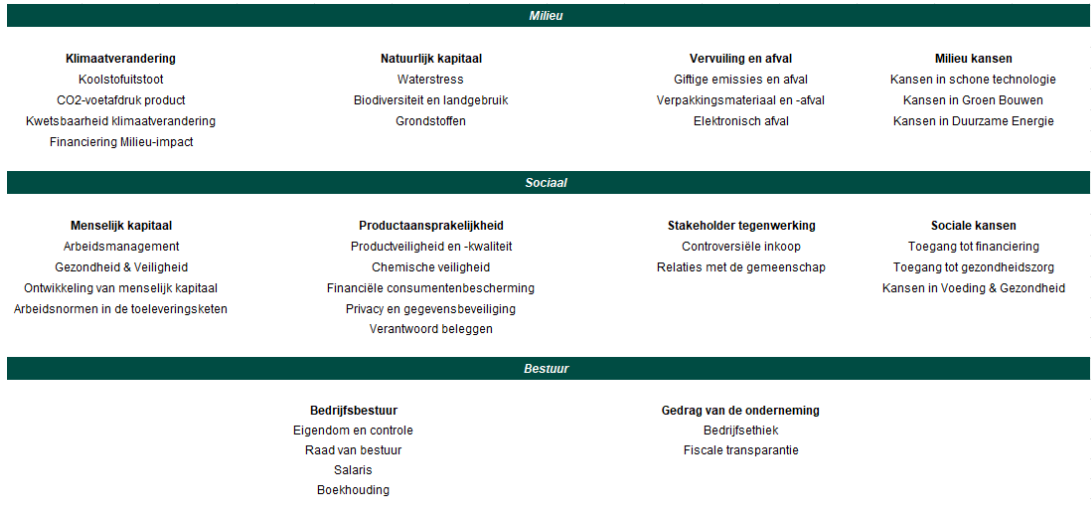 Milieu
Klimaatverandering
Koolstofuitstoot
CO2-voetafdruk product
Kwetsbaarheid klimaatverandering
Financiering Milieu-impact
Natuurlijk kapitaal
Waterstress
Biodiversiteit en landgebruik
Grondstoffen
Vervuiling en afval
Giftige emissies en afval
Verpakkingsmateriaal en -afval
Elektronisch afval
Milieu kansen
Kansen in schone technologie
Kansen in Groen Bouwen
Kansen in Duurzame Energie
Sociaal
Menselijk kapitaal
Arbeidsmanagement
Gezondheid & Veiligheid
Ontwikkeling van menselijk kapitaal
Arbeidsnormen in de toeleveringsketen
Productaansprakelijkheid
Productveiligheid en -kwaliteit
Chemische veiligheid
Financiële consumentenbescherming
Privacy en gegevensbeveiliging
Verantwoord beleggen
Stakeholder tegenwerking
Controversiële inkoop
Relaties met de gemeenschap
Sociale kansen
Toegang tot financiering
Toegang tot gezondheidszorg
Kansen in Voeding & Gezondheid
Bestuur
Bedrijfsbestuur
Eigendom en controle
Raad van bestuur
Salaris
Boekhouding
Gedrag van de onderneming
Bedrijfsethiek
Fiscale transparantie